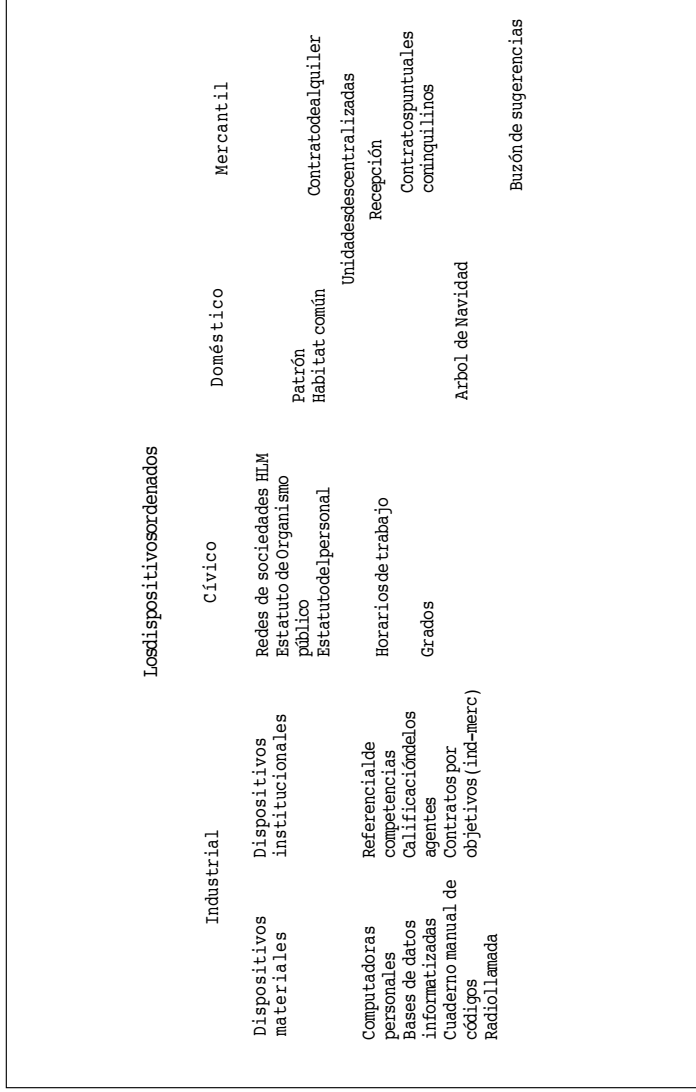 Losdispositivosordenados
Industrial
Cívico
Doméstico
Mercantil
Dispositivos
materiales
Dispositivos
institucionales
Computadoras
personales
Bases de datos
informatizadas
Cuaderno manual de
códigos
Radiollamada
Referencialde
competencias
Calificacióndelos
agentes
Contratos por
objetivos(ind-merc)
Redes de sociedades HLM
Estatuto de Organismo
público
Estatutodelpersonal
Horariosdetrabajo
Grados
Patrón
Habitat común
Arbol de Navidad
Contratodealquiler
Unidadesdescentralizadas
Recepción
Contratospuntuales
coninquilinos
Buzón de sugerencias